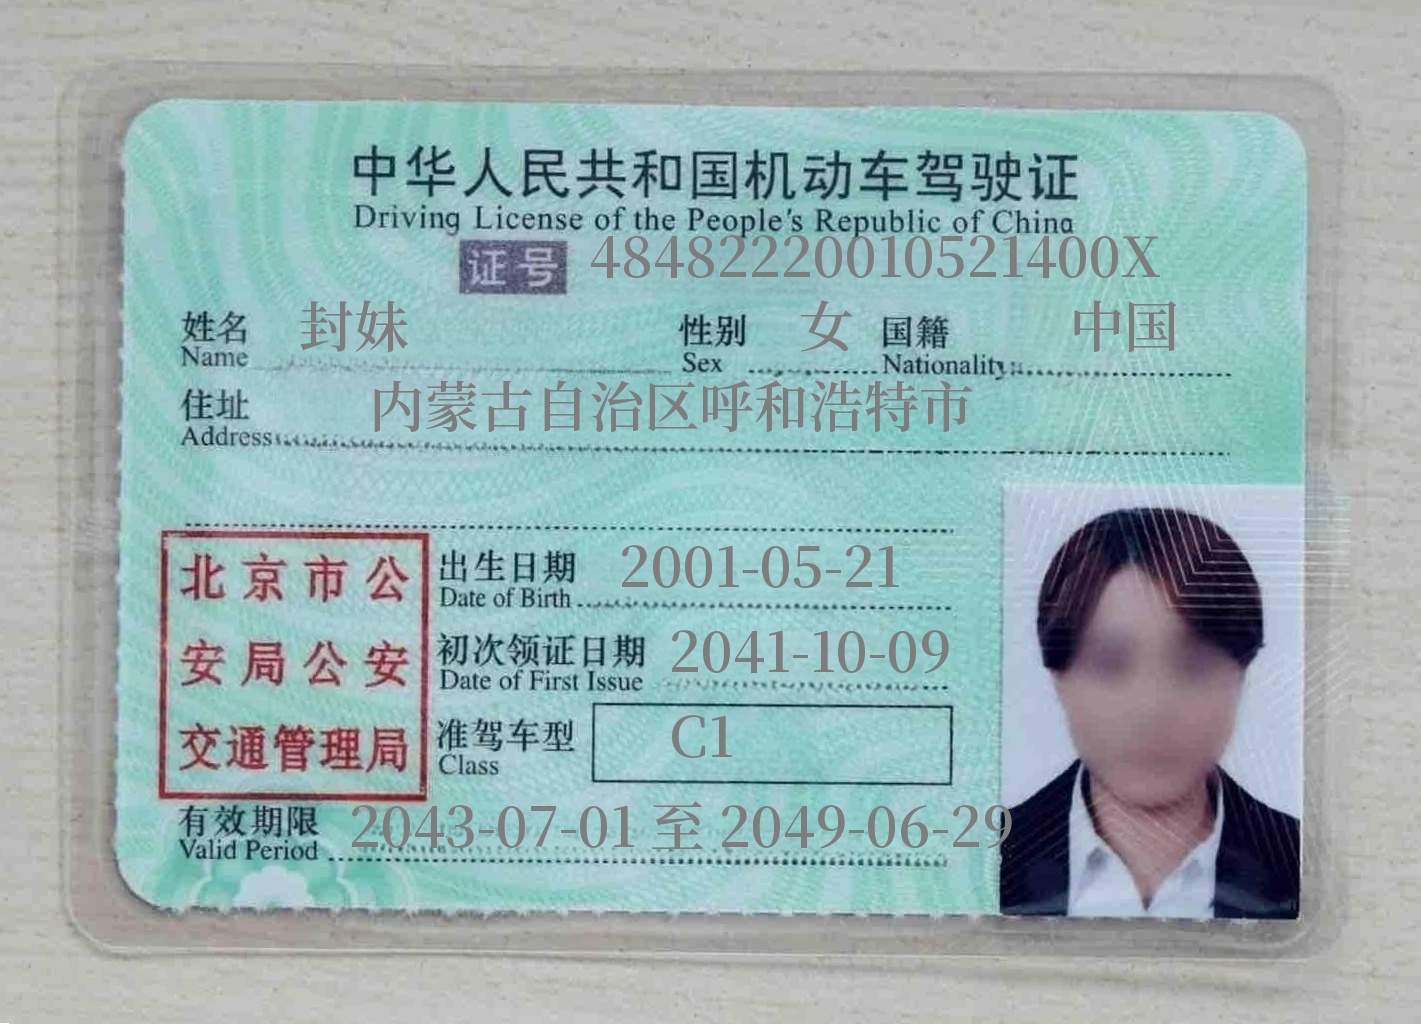 中华人民共和国机动车驾驶证
Driving License of the People's Republic of China
证号 48482220010521400X
姓名 封妹 性别 女 国籍 中国
Name Sex Nationality
住址 内蒙古自治区呼和浩特市
Address
北京市公
安局公安
交通管理局
出生日期 2001-05-21
Date of Birth
初次领证日期 2041-10-09
Date of First Issue
准驾车型 C1
Class
有效期限 2043-07-01 至 2049-06-29
Valid Period